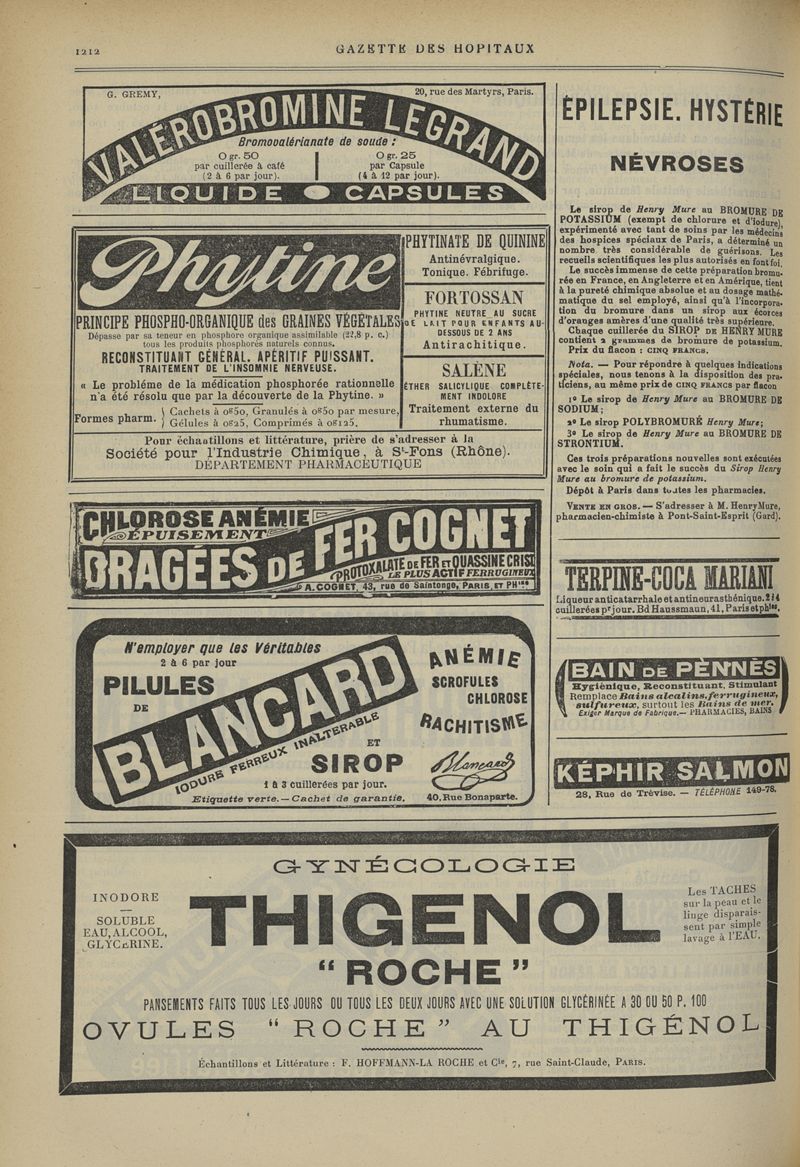 1212
GAZETTE DES HOPITAUX
G. GREMY,
20, rue des Martyrs, Paris.
VALÉROBROMINE LEGRAND
Bromovalérianate de soude :
0 gr. 50
par cuillerée à café
(2 à 6 par jour).
0 gr. 25
par Capsule
(4 à 12 par jour).
LIQUIDE CAPSULES
Phytine
PRINCIPE PHOSPHO-ORGANIQUE des GRAINES VÉGÉTALES
Dépasse par sa teneur en phosphore organique assimilable (22,8 p. c.)
tous les produits phosphorés naturels connus.
RECONSTITUANT GÉNÉRAL. APÉRITIF PUISSANT.
TRAITEMENT DE L'INSOMNIE NERVEUSE.
« Le problème de la médication phosphorée rationnelle
n'a été résolu que par la découverte de la Phytine. »
Formes pharm.
Cachets à 0g50, Granulés à 0g50 par mesure,
Gélules à 0g25, Comprimés à 0g125.
PHYTINATE DE QUININE
Antinévralgique.
Tonique. Fébrifuge.
FORTOSSAN
PHYTINE NEUTRE AU SUCRE
DE LAIT POUR ENFANTS AU-
DESSOUS DE 2 ANS
Antirachitique.
SALÈNE
ÉTHER SALICYLIQUE COMPLÈTE-
MENT INDOLORE
Traitement externe du
rhumatisme.
Pour échantillons et littérature, prière de s'adresser à la
Société pour l'Industrie Chimique, à St-Fons (Rhône).
DÉPARTEMENT PHARMACEUTIQUE
CHLOROSE ANÉMIE
ÉPUISEMENT
DRAGÉES DE FER COGNET
PROTOXALATE DE FER ET QUASSINE CRIST
LE PLUS ACTIF FERRUGINEUX
A. COGNET, 43, rue de Saintonge, PARIS, ET PHies
N'employer que les Véritables
2 à 6 par jour
PILULES
DE
BLANCARD
IODURE FERREUX INALTÉRABLE
ET
SIROP
1 à 3 cuillerées par jour.
Etiquette verte. — Cachet de garantie.
ANÉMIE
SCROFULES
CHLOROSE
RACHITISME
Blancard
40, Rue Bonaparte.
ÉPILEPSIE. HYSTÉRIE
NÉVROSES
Le sirop de Henry Mure au BROMURE DE
POTASSIUM (exempt de chlorure et d'iodure),
expérimenté avec tant de soins par les médecins
des hospices spéciaux de Paris, a déterminé un
nombre très considérable de guérisons. Les
recueils scientifiques les plus autorisés en font foi.
Le succès immense de cette préparation bromu-
rée en France, en Angleterre et en Amérique, tient
à la pureté chimique absolue et au dosage mathé-
matique du sel employé, ainsi qu'à l'incorpora-
tion du bromure dans un sirop aux écorces
d'oranges amères d'une qualité très supérieure.
Chaque cuillerée du SIROP DE HENRY MURE
contient 2 grammes de bromure de potassium.
Prix du flacon : CINQ FRANCS.
Nota. — Pour répondre à quelques indications
spéciales, nous tenons à la disposition des pra-
ticiens, au même prix de CINQ FRANCS par flacon
1º Le sirop de Henry Mure au BROMURE DE
SODIUM;
2º Le sirop POLYBROMURÉ Henry Mure;
3º Le sirop de Henry Mure au BROMURE DE
STRONTIUM.
Ces trois préparations nouvelles sont exécutées
avec le soin qui a fait le succès du Sirop Henry
Mure au bromure de potassium.
Dépôt à Paris dans toutes les pharmacies.
VENTE EN GROS. — S'adresser à M. Henry Mure,
pharmacien-chimiste à Pont-Saint-Esprit (Gard).
TERPINE-COCA MARIANI
Liqueur anticatarrhale et antineurasthénique. 2 à 4
cuillerées pr jour. Bd Haussmann, 41, Paris et phies.
BAIN DE PENNÈS
Hygiénique, Reconstituant, Stimulant
Remplace Bains alcalins, ferrugineux,
sulfureux, surtout les Bains de mer.
Exiger Marque de Fabrique. — PHARMACIES, BAINS
KÉPHIR SALMON
28, Rue de Trévise. — TÉLÉPHONE 149-78.
GYNÉCOLOGIE
INODORE
SOLUBLE
EAU, ALCOOL,
GLYCERINE.
THIGENOL
Les TACHES
sur la peau et le
linge disparais-
sent par simple
lavage à l'EAU.
“ ROCHE ”
PANSEMENTS FAITS TOUS LES JOURS OU TOUS LES DEUX JOURS AVEC UNE SOLUTION GLYCÉRINÉE A 30 OU 50 P. 100
OVULES “ ROCHE ” AU THIGÉNOL
Échantillons et Littérature : F. HOFFMANN-LA ROCHE et Cie, 7, rue Saint-Claude, PARIS.